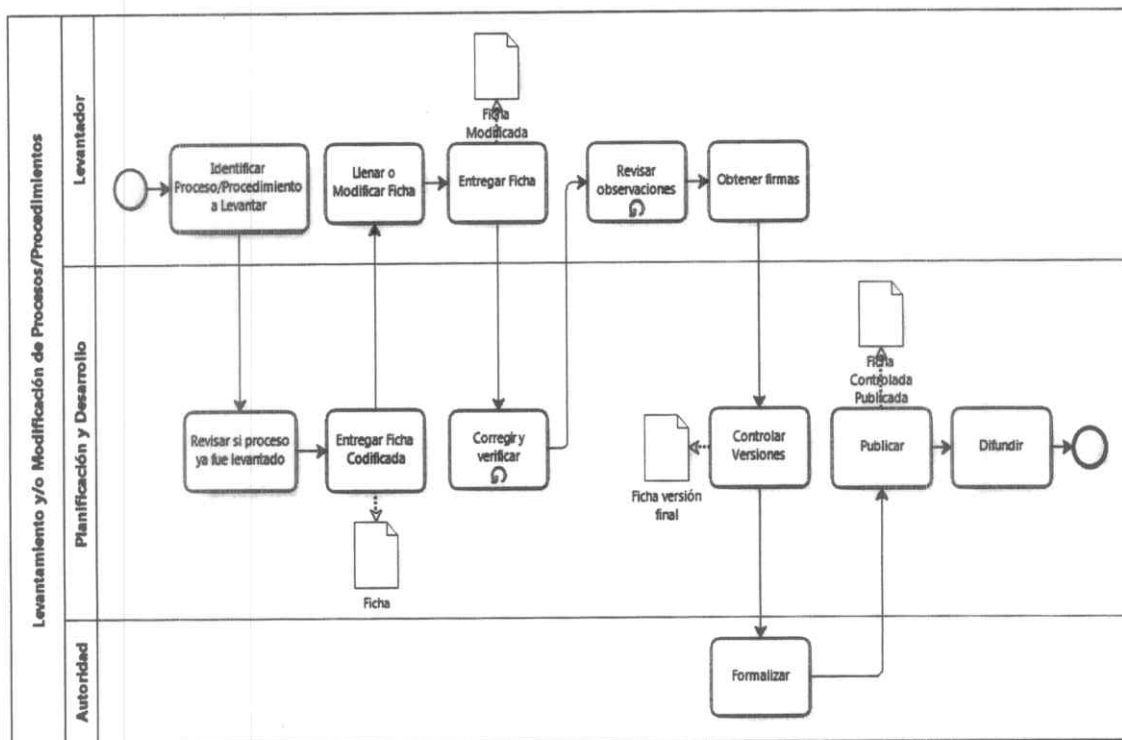 Levantamiento y/o Modificación de Procesos/Procedimientos
Levantador
Ficha
Modificada
Identificar
Proceso/Procedimiento
a Levantar
Llenar o
Modificar Ficha
Entregar Ficha
Revisar
observaciones
Obtener firmas
Planificación y Desarrollo
Revisar si proceso
ya fue levantado
Entregar Ficha
Codificada
Ficha
Corregir y
verificar
Ficha versión
final
Controlar
Versiones
Ficha
Controlada
Publicada
Publicar
Difundir
Autoridad
Formalizar